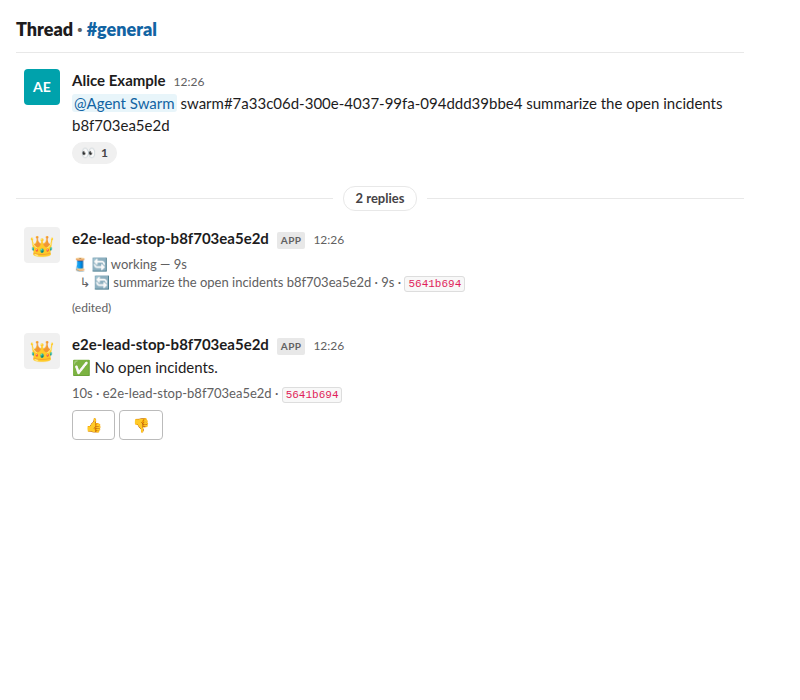 Thread • #general
AE
Alice Example 12:26
@Agent Swarm swarm#7a33c06d-300e-4037-99fa-094ddd39bbe4 summarize the open incidents
b8f703ea5e2d
👀 1
2 replies
e2e-lead-stop-b8f703ea5e2d APP 12:26
🧵 🔄 working — 9s
↳ 🔄 summarize the open incidents b8f703ea5e2d · 9s · 5641b694
(edited)
e2e-lead-stop-b8f703ea5e2d APP 12:26
✅ No open incidents.
10s · e2e-lead-stop-b8f703ea5e2d · 5641b694
👍 👎